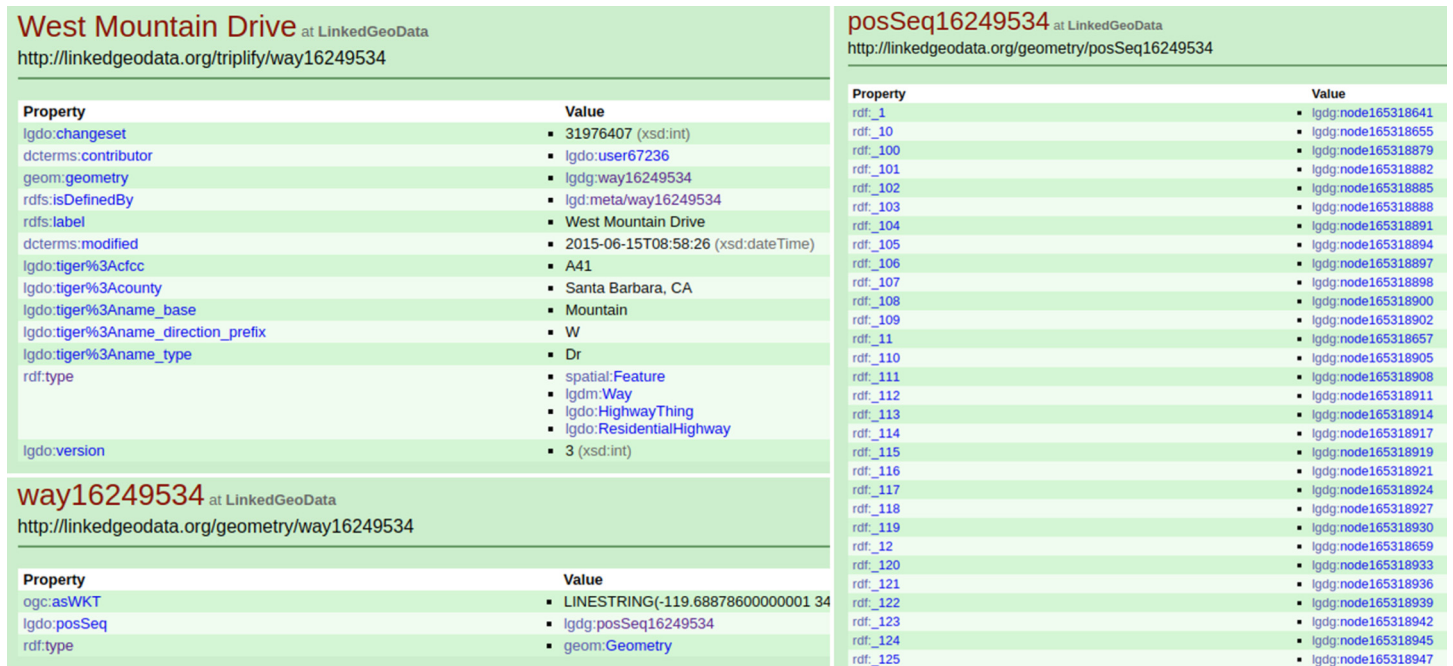 West Mountain Drive at LinkedGeoData
http://linkedgeodata.org/triplify/way16249534
Property Value
lgdo:changeset ▪ 31976407 (xsd:int)
dcterms:contributor ▪ lgdo:user67236
geom:geometry ▪ lgdg:way16249534
rdfs:isDefinedBy ▪ lgd:meta/way16249534
rdfs:label ▪ West Mountain Drive
dcterms:modified ▪ 2015-06-15T08:58:26 (xsd:dateTime)
lgdo:tiger%3Acfcc ▪ A41
lgdo:tiger%3Acounty ▪ Santa Barbara, CA
lgdo:tiger%3Aname_base ▪ Mountain
lgdo:tiger%3Aname_direction_prefix ▪ W
lgdo:tiger%3Aname_type ▪ Dr
rdf:type ▪ spatial:Feature
▪ lgdm:Way
▪ lgdo:HighwayThing
▪ lgdo:ResidentialHighway
lgdo:version ▪ 3 (xsd:int)
way16249534 at LinkedGeoData
http://linkedgeodata.org/geometry/way16249534
Property Value
ogc:asWKT ▪ LINESTRING(-119.68878600000001 34
lgdo:posSeq ▪ lgdg:posSeq16249534
rdf:type ▪ geom:Geometry
posSeq16249534 at LinkedGeoData
http://linkedgeodata.org/geometry/posSeq16249534
Property Value
rdf:_1 ▪ lgdg:node165318641
rdf:_10 ▪ lgdg:node165318655
rdf:_100 ▪ lgdg:node165318879
rdf:_101 ▪ lgdg:node165318882
rdf:_102 ▪ lgdg:node165318885
rdf:_103 ▪ lgdg:node165318888
rdf:_104 ▪ lgdg:node165318891
rdf:_105 ▪ lgdg:node165318894
rdf:_106 ▪ lgdg:node165318897
rdf:_107 ▪ lgdg:node165318898
rdf:_108 ▪ lgdg:node165318900
rdf:_109 ▪ lgdg:node165318902
rdf:_11 ▪ lgdg:node165318657
rdf:_110 ▪ lgdg:node165318905
rdf:_111 ▪ lgdg:node165318908
rdf:_112 ▪ lgdg:node165318911
rdf:_113 ▪ lgdg:node165318914
rdf:_114 ▪ lgdg:node165318917
rdf:_115 ▪ lgdg:node165318919
rdf:_116 ▪ lgdg:node165318921
rdf:_117 ▪ lgdg:node165318924
rdf:_118 ▪ lgdg:node165318927
rdf:_119 ▪ lgdg:node165318930
rdf:_12 ▪ lgdg:node165318659
rdf:_120 ▪ lgdg:node165318933
rdf:_121 ▪ lgdg:node165318936
rdf:_122 ▪ lgdg:node165318939
rdf:_123 ▪ lgdg:node165318942
rdf:_124 ▪ lgdg:node165318945
rdf:_125 ▪ lgdg:node165318947